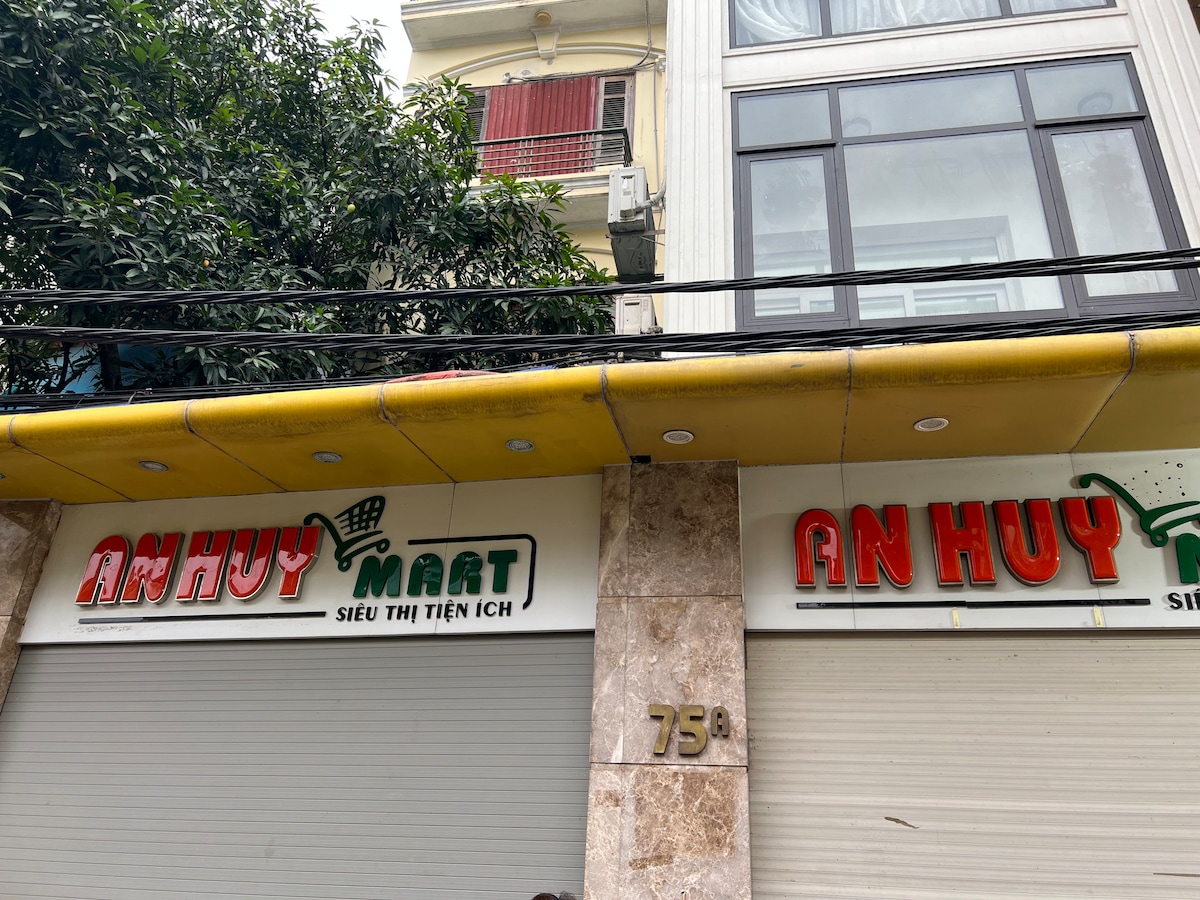 AN HUY MART
SIÊU THỊ TIỆN ÍCH
75A
AN HUY